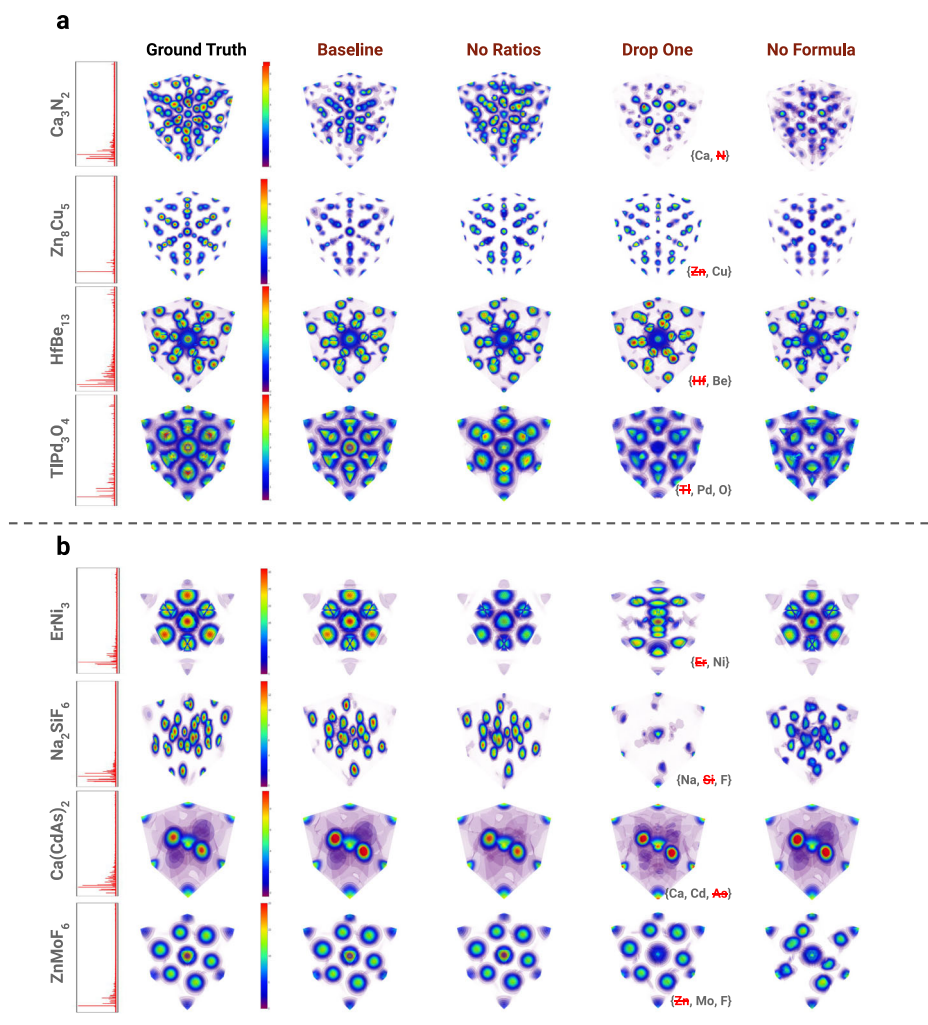 a
Ground Truth Baseline No Ratios Drop One No Formula
Ca3N2
{Ca, N}
Zn8Cu5
{Zn, Cu}
HfBe13
{Hf, Be}
TlPd3O4
{Tl, Pd, O}
b
ErNi3
{Er, Ni}
Na2SiF6
{Na, Si, F}
Ca(CdAs)2
{Ca, Cd, As}
ZnMoF6
{Zn, Mo, F}